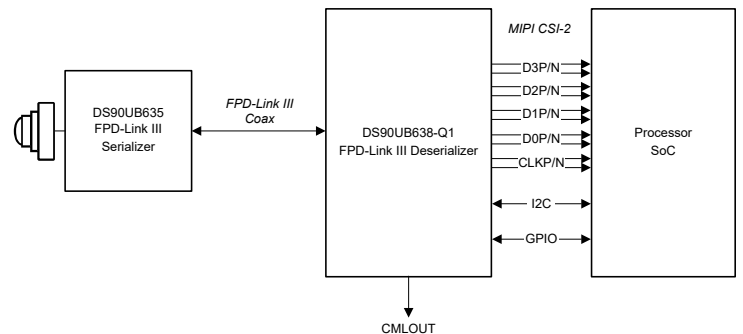 MIPI CSI-2
DS90UB635
FPD-Link III
Serializer
FPD-Link III
Coax
DS90UB638-Q1
FPD-Link III Deserializer
D3P/N
D2P/N
D1P/N
D0P/N
CLKP/N
I2C
GPIO
Processor
SoC
CMLOUT